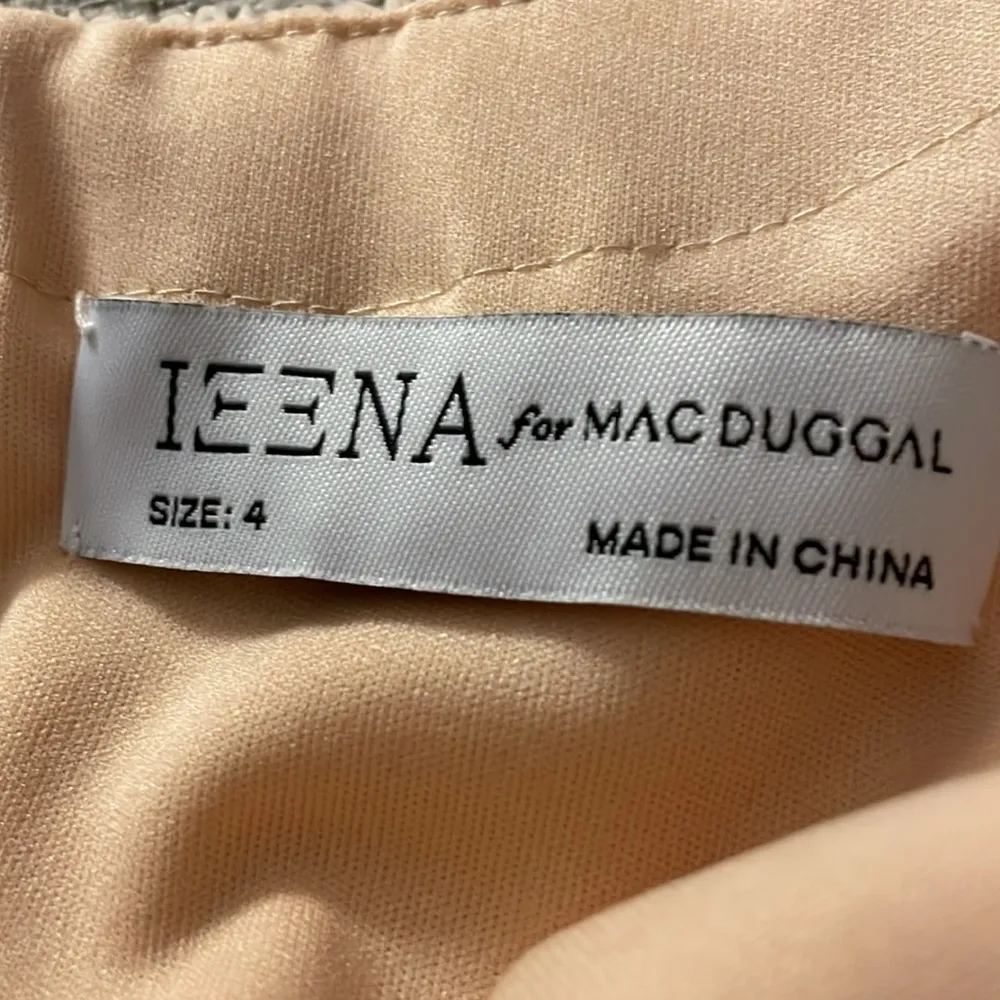 IEENA for MAC DUGGAL
SIZE: 4
MADE IN CHINA